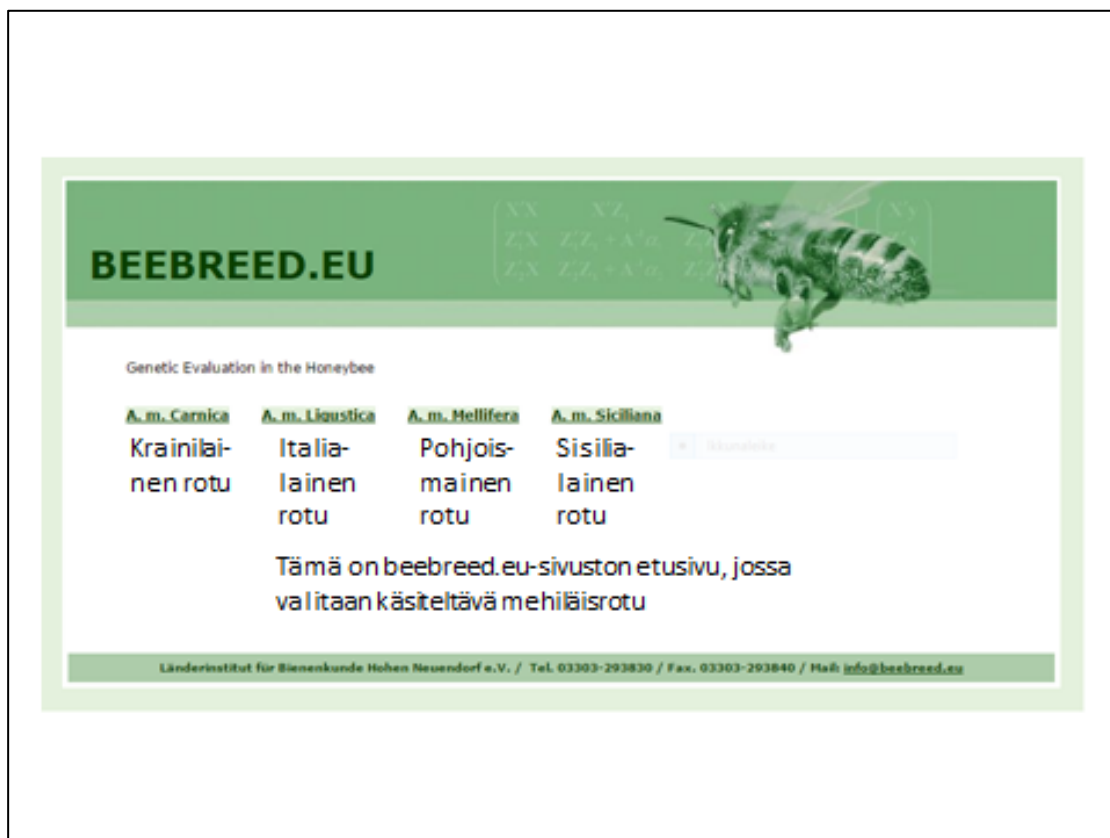 BEEBREED.EU
Genetic Evaluation in the Honeybee
A. m. Carnica A. m. Ligustica A. m. Mellifera A. m. Siciliana
Krainilai-
nen rotu
Italia-
lainen
rotu
Pohjois-
mainen
rotu
Sisilia-
lainen
rotu
Ikkunaleike
Tämä on beebreed.eu-sivuston etusivu, jossa
valitaan käsiteltävä mehiläisrotu
Länderinstitut für Bienenkunde Hohen Neuendorf e.V. / Tel. 03303-293830 / Fax. 03303-293840 / Mail: info@beebreed.eu